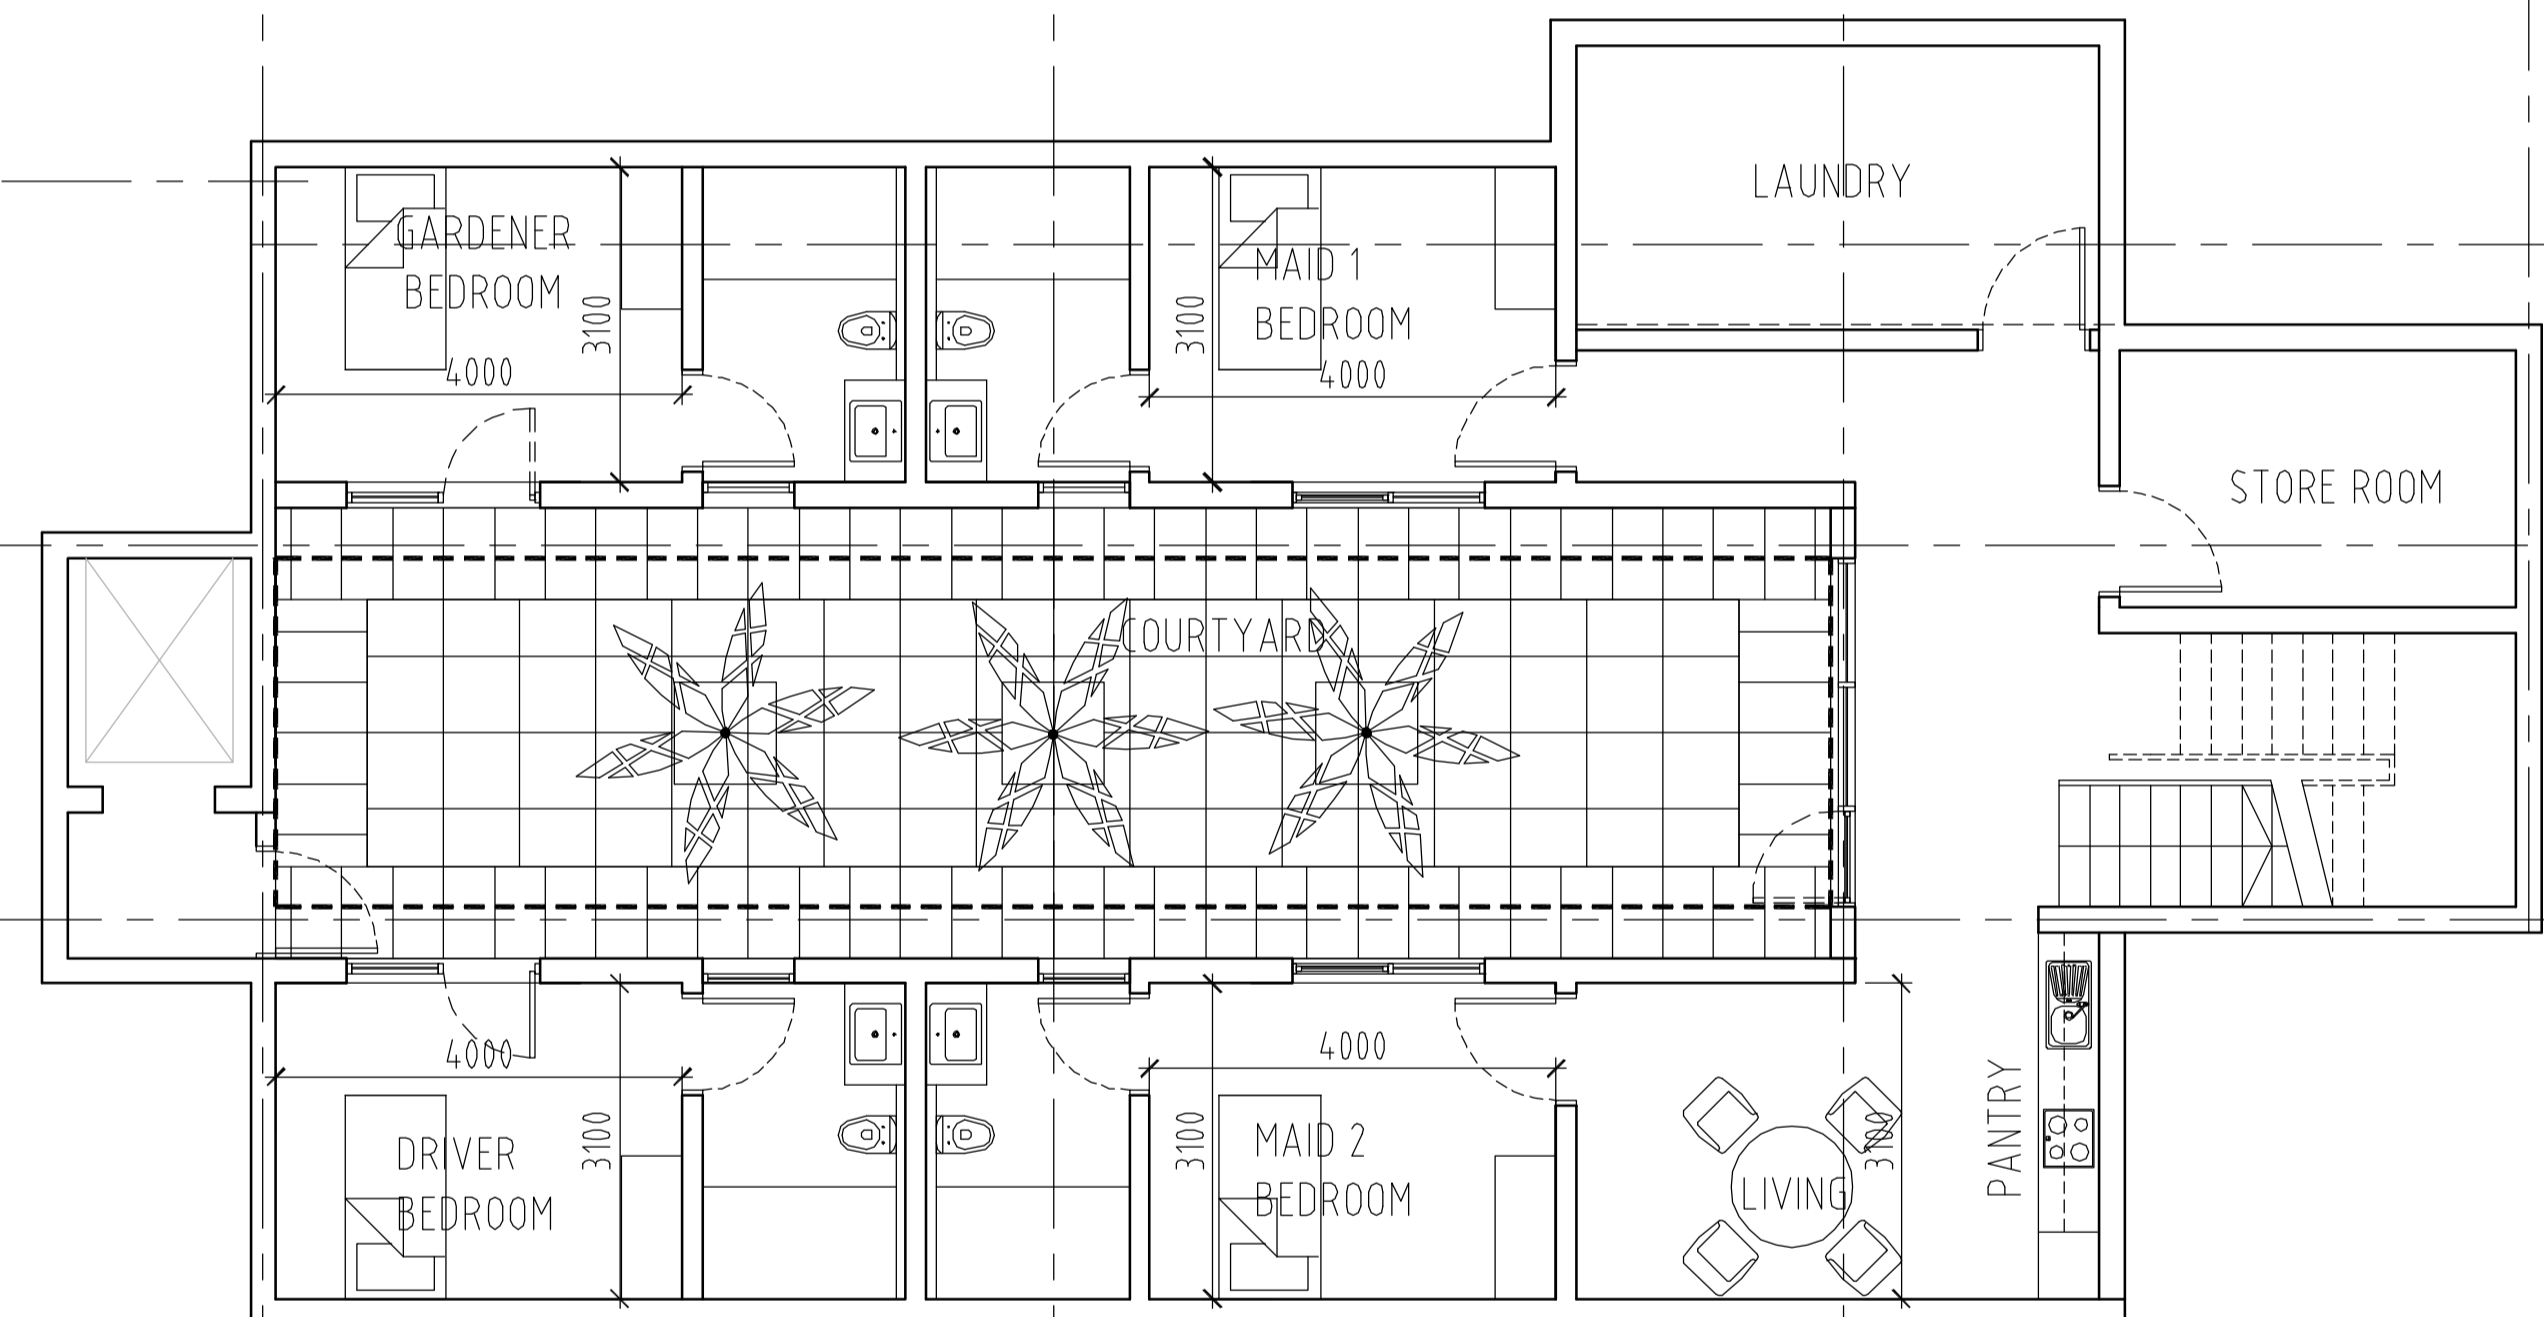 LAUNDRY
GARDENER
BEDROOM
3100
4000
MAID 1
BEDROOM
3100
4000
STORE ROOM
COURTYARD
4000
3100
DRIVER
BEDROOM
4000
3100
MAID 2
BEDROOM
3100
LIVING
PANTRY